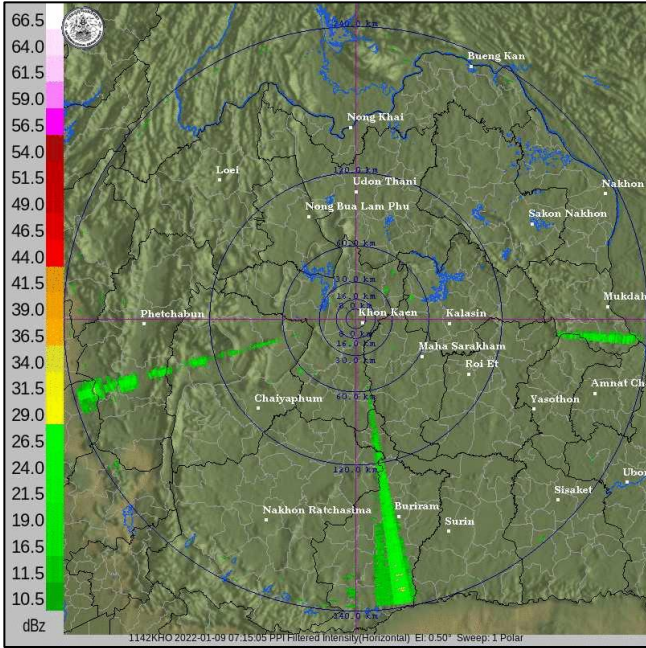 66.5
64.0
61.5
59.0
56.5
54.0
51.5
49.0
46.5
44.0
41.5
39.0
36.5
34.0
31.5
29.0
26.5
24.0
21.5
19.0
16.5
13.5
10.5
dBz
240.0 km
Bueng Kan
Nong Khai
Loei
Udon Thani
Nakhon
Nong Bua Lam Phu
Sakon Nakhon
30.0 km
16.0 km
Mukdah
Phetchabun
Khon Kaen
Kalasin
16.0 km
Maha Sarakham
30.0 km
Roi Et
Amnat Ch
60.0 km
Chaiyaphum
Yasothon
120.0 km
Ubor
Sisaket
Nakhon Ratchasima
Buriram
Surin
240.0 km
1142KHO 2022-01-09 07:15:05 PPI Filtered Intensity(Horizontal) El: 0.50° Sweep: 1 Polar